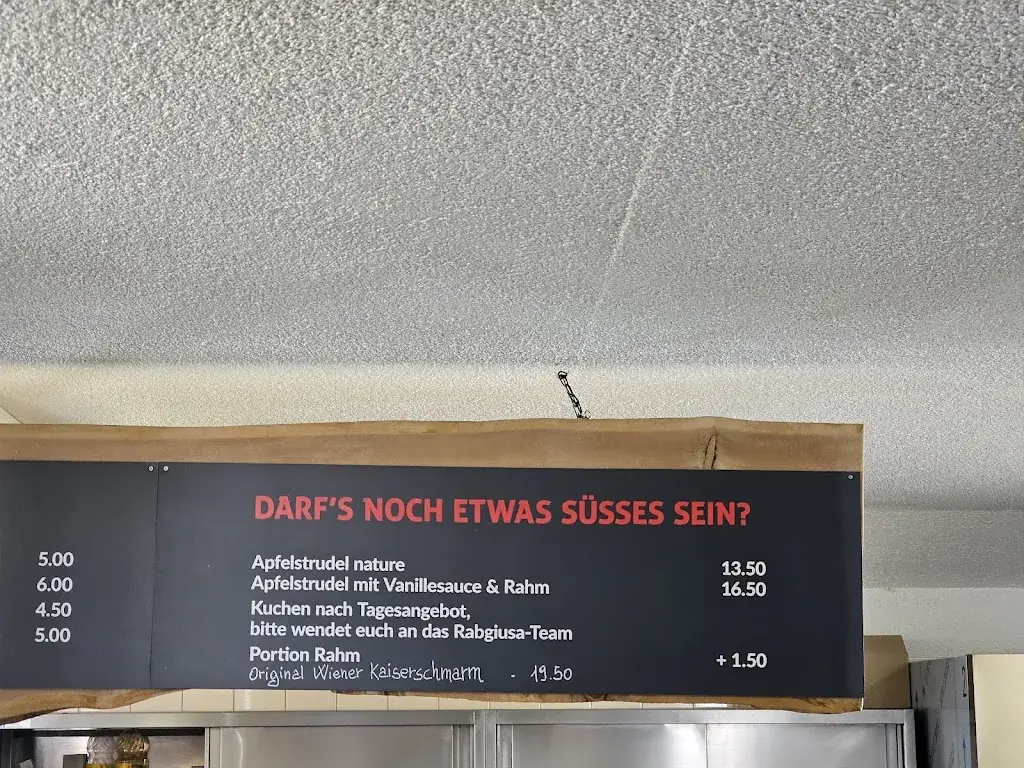 DARF'S NOCH ETWAS SÜSSES SEIN?
5.00
6.00
4.50
5.00
Apfelstrudel nature 13.50
Apfelstrudel mit Vanillesauce & Rahm 16.50
Kuchen nach Tagesangebot,
bitte wendet euch an das Rabgiusa-Team
Portion Rahm + 1.50
Original Wiener Kaiserschmarrn - 19.50